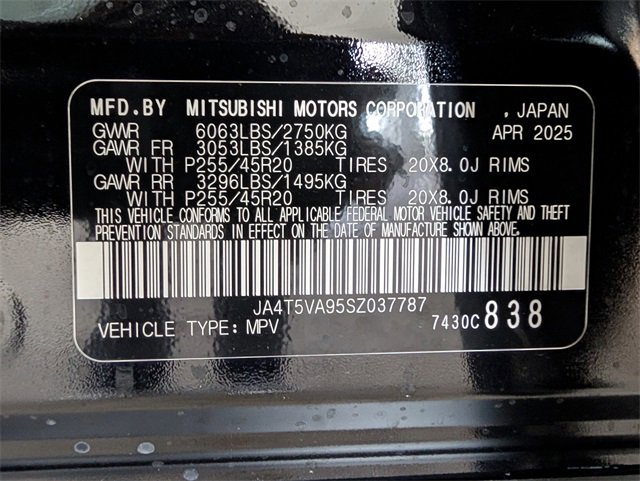 MFD.BY MITSUBISHI MOTORS CORPORATION , JAPAN
GVWR 6063LBS/2750KG APR 2025
GAWR FR 3053LBS/1385KG
WITH P255/45R20 TIRES 20X8.0J RIMS
GAWR RR 3296LBS/1495KG
WITH P255/45R20 TIRES 20X8.0J RIMS
THIS VEHICLE CONFORMS TO ALL APPLICABLE FEDERAL MOTOR VEHICLE SAFETY AND THEFT
PREVENTION STANDARDS IN EFFECT ON THE DATE OF MANUFACTURE SHOWN ABOVE.
JA4T5VA95SZ037787
VEHICLE TYPE: MPV 7430C 838